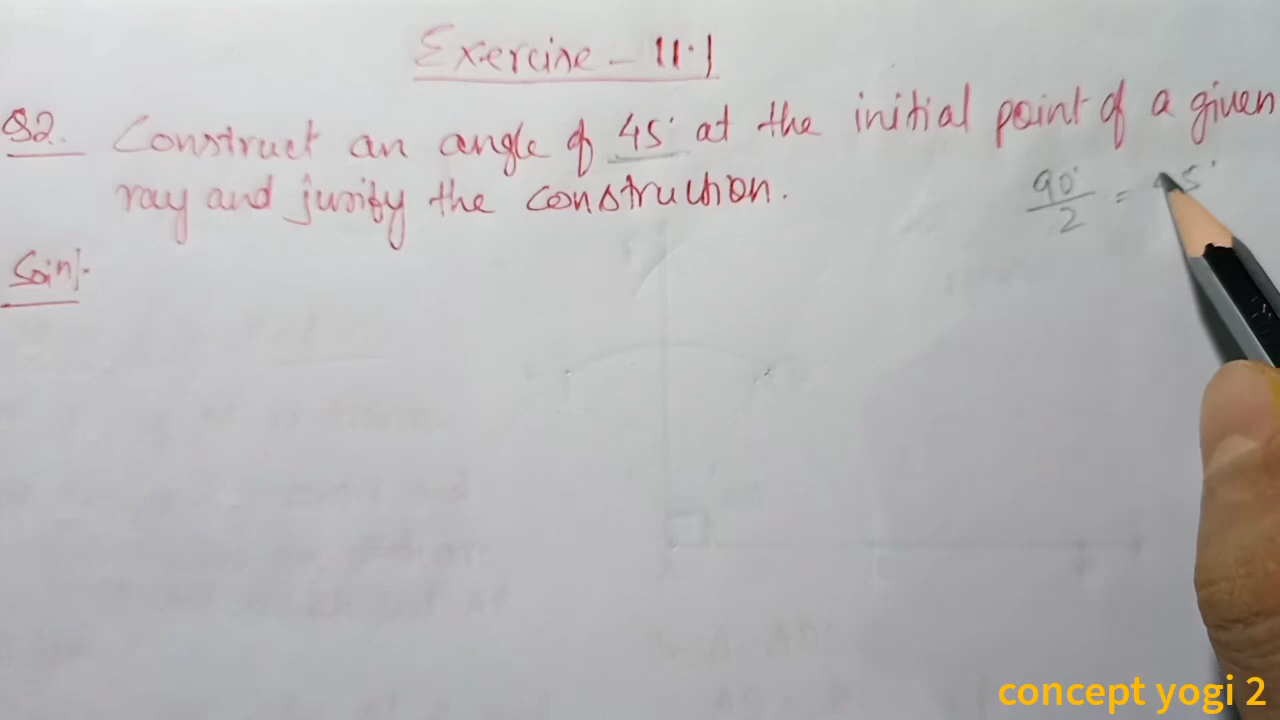 Exercise - 11.1
Q2. Construct an angle of 45° at the initial point of a given
ray and jusify the construction.
90° / 2 = 45°
Soln:-
concept yogi 2